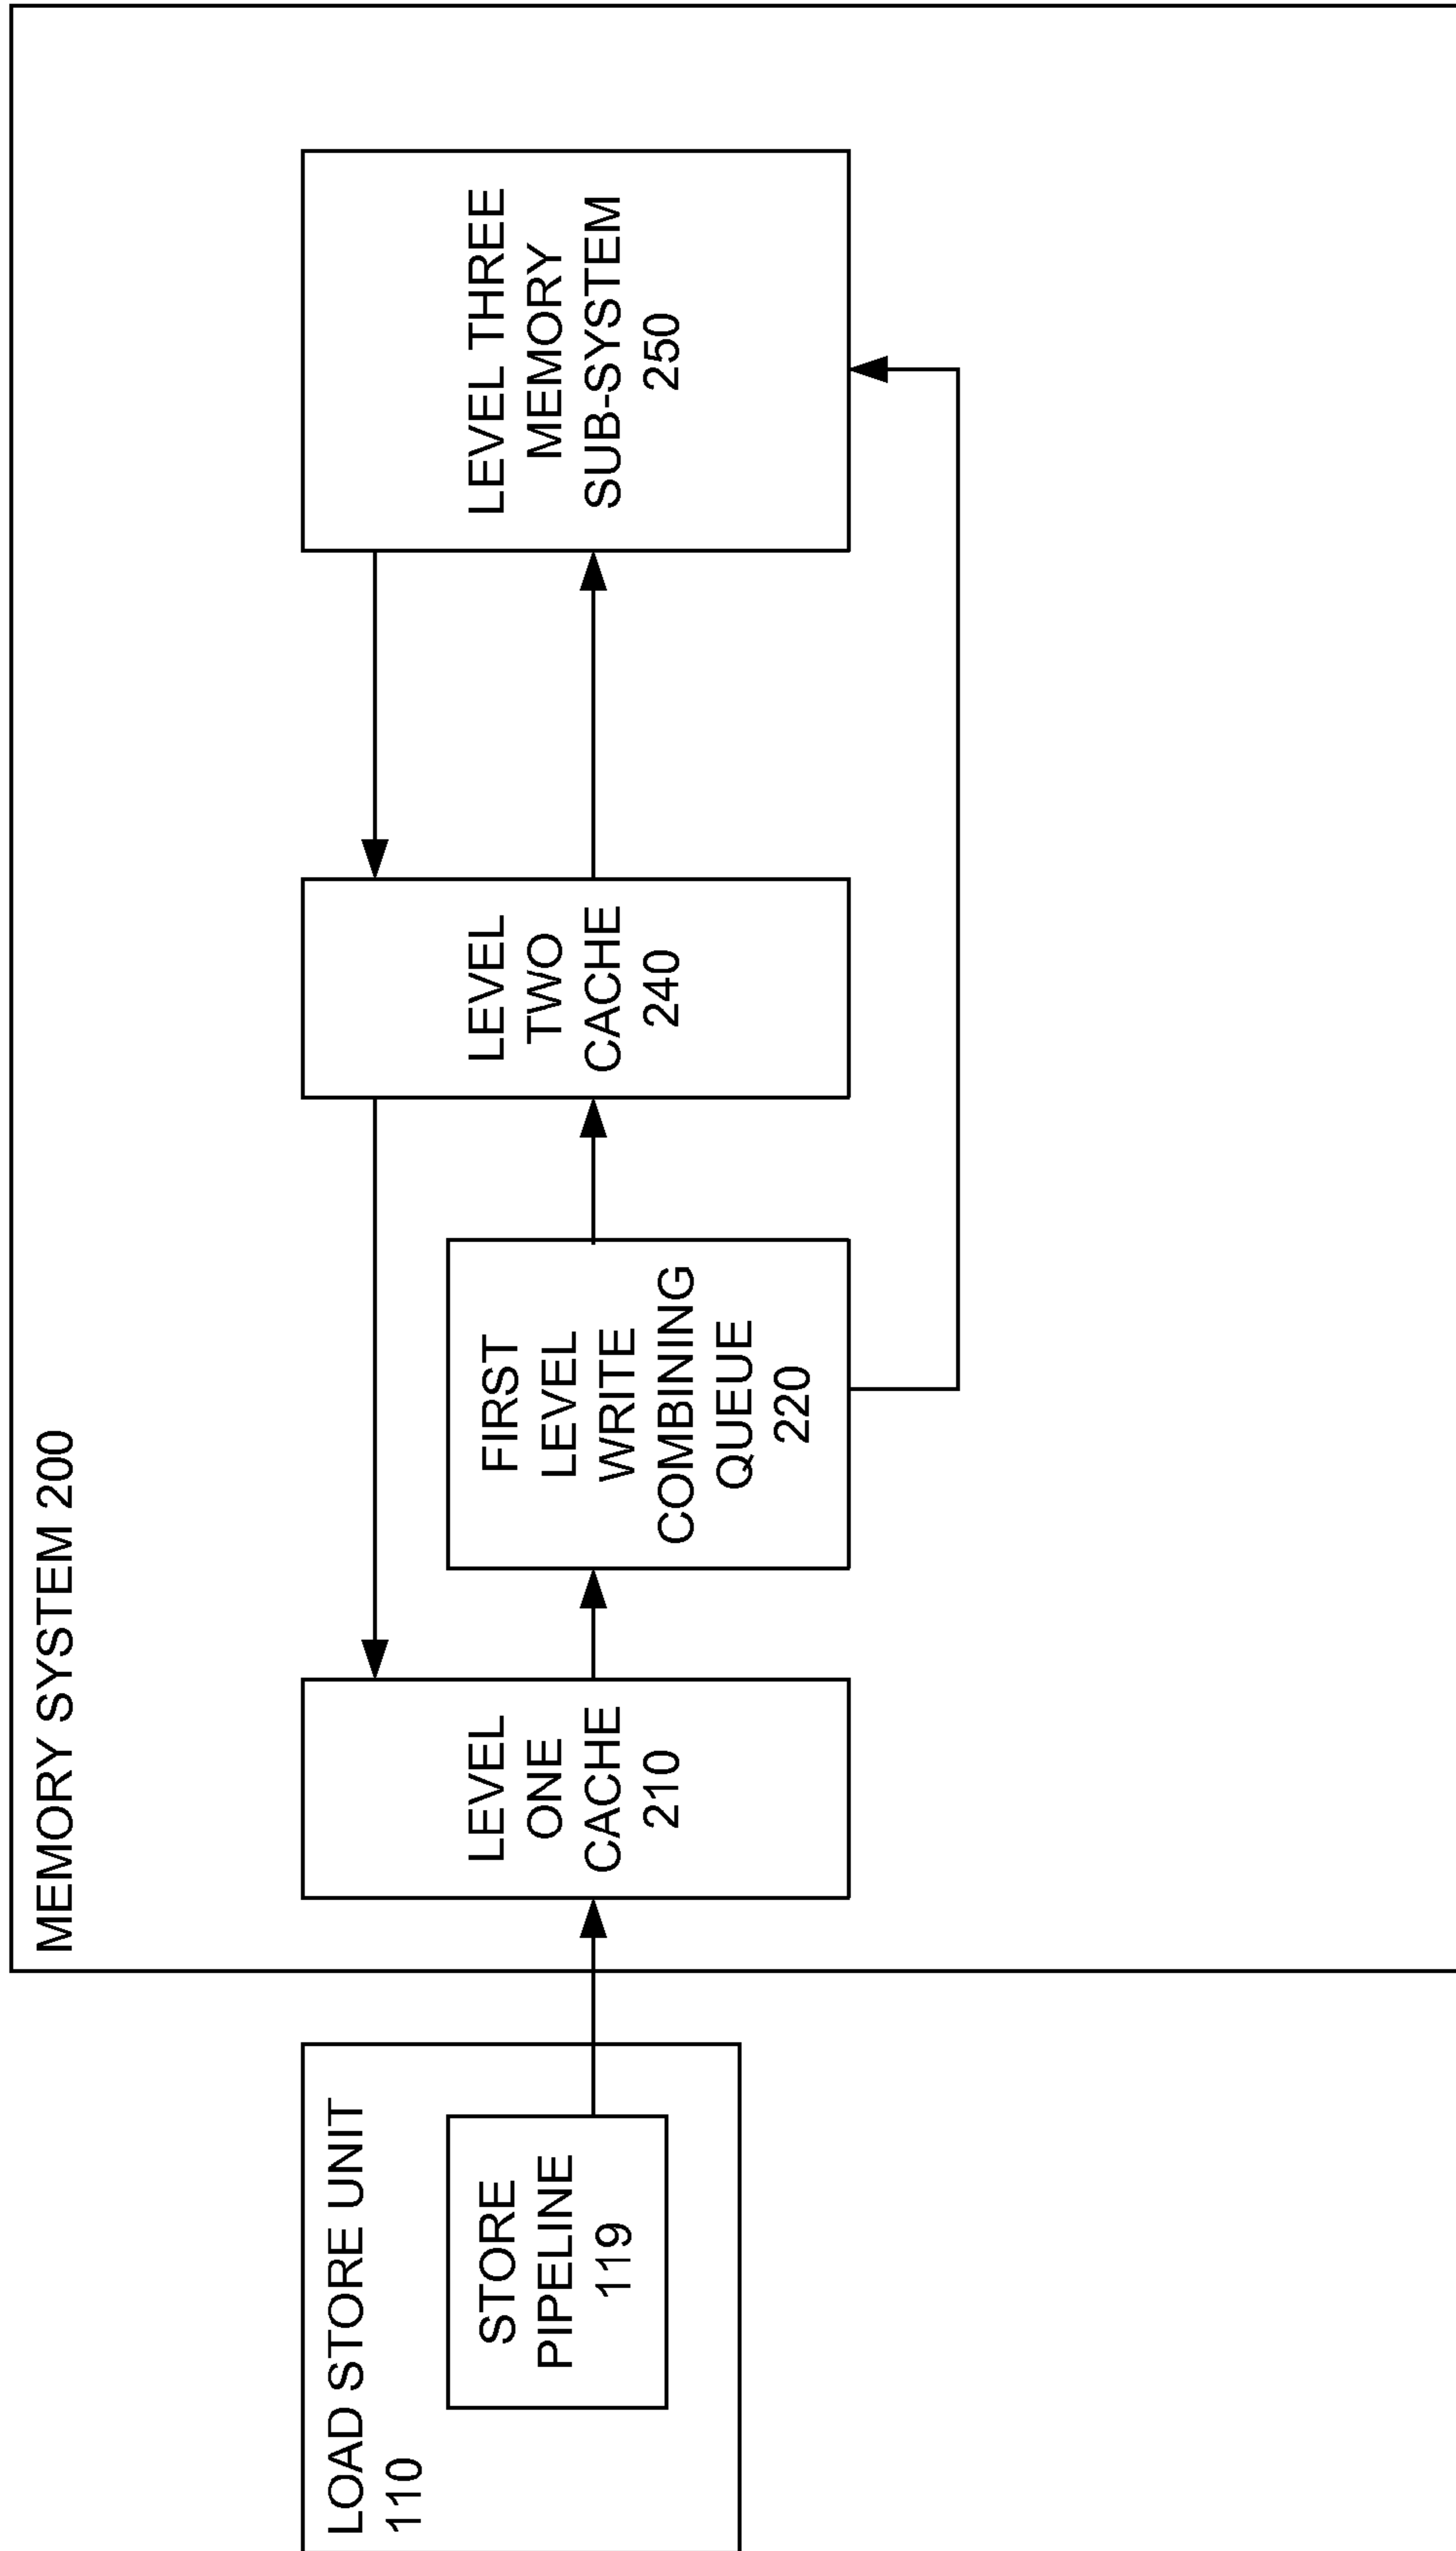 MEMORY SYSTEM 200
LOAD STORE UNIT
110
STORE
PIPELINE
119
LEVEL
ONE
CACHE
210
FIRST
LEVEL
WRITE
COMBINING
QUEUE
220
LEVEL
TWO
CACHE
240
LEVEL THREE
MEMORY
SUB-SYSTEM
250